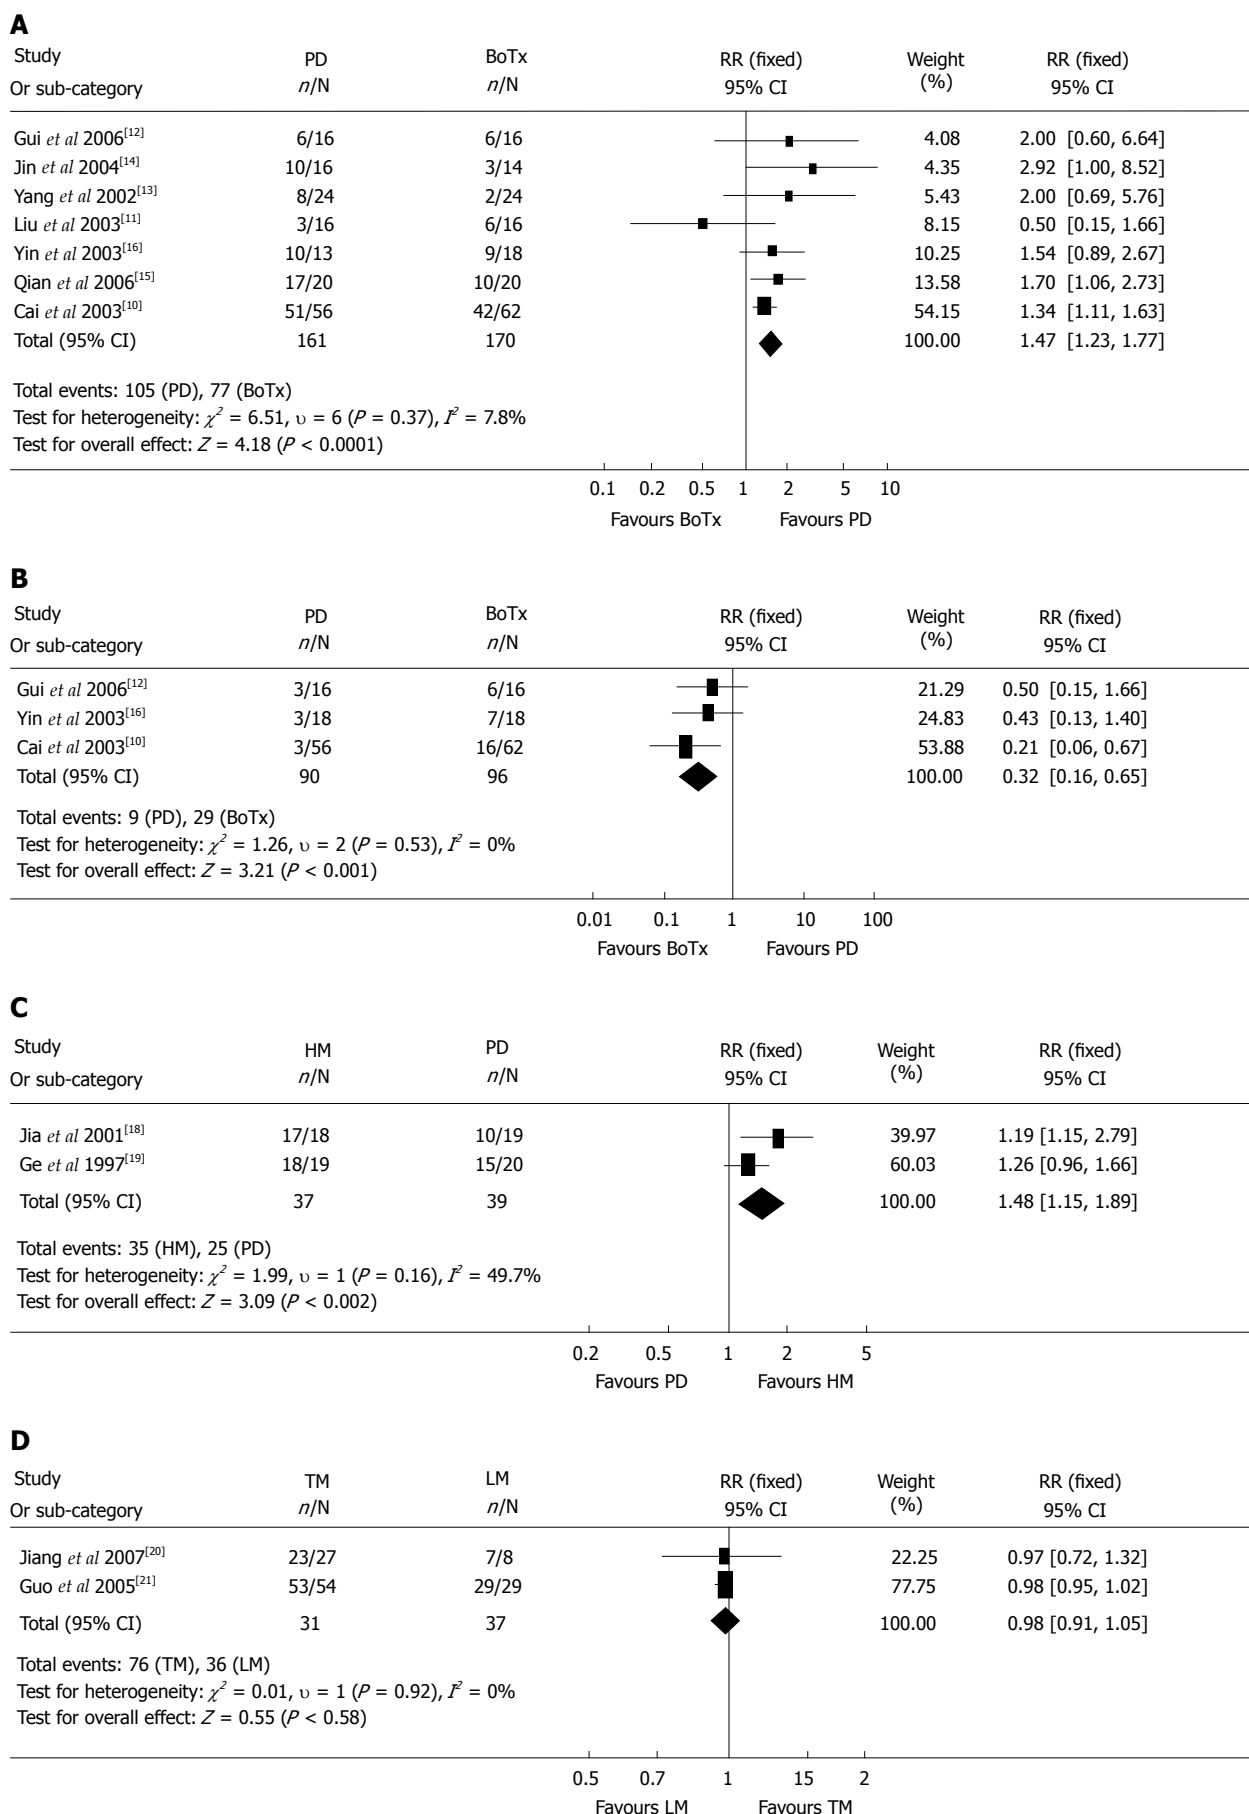 A
Study PD BoTx RR (fixed) Weight RR (fixed)
Or sub-category n/N n/N 95% CI (%) 95% CI
Gui et al 2006[12] 6/16 6/16 4.08 2.00 [0.60, 6.64]
Jin et al 2004[14] 10/16 3/14 4.35 2.92 [1.00, 8.52]
Yang et al 2002[13] 8/24 2/24 5.43 2.00 [0.69, 5.76]
Liu et al 2003[11] 3/16 6/16 8.15 0.50 [0.15, 1.66]
Yin et al 2003[16] 10/13 9/18 10.25 1.54 [0.89, 2.67]
Qian et al 2006[15] 17/20 10/20 13.58 1.70 [1.06, 2.73]
Cai et al 2003[10] 51/56 42/62 54.15 1.34 [1.11, 1.63]
Total (95% CI) 161 170 100.00 1.47 [1.23, 1.77]
Total events: 105 (PD), 77 (BoTx)
Test for heterogeneity: χ² = 6.51, υ = 6 (P = 0.37), I² = 7.8%
Test for overall effect: Z = 4.18 (P < 0.0001)
0.1 0.2 0.5 1 2 5 10
Favours BoTx Favours PD
B
Study PD BoTx RR (fixed) Weight RR (fixed)
Or sub-category n/N n/N 95% CI (%) 95% CI
Gui et al 2006[12] 3/16 6/16 21.29 0.50 [0.15, 1.66]
Yin et al 2003[16] 3/18 7/18 24.83 0.43 [0.13, 1.40]
Cai et al 2003[10] 3/56 16/62 53.88 0.21 [0.06, 0.67]
Total (95% CI) 90 96 100.00 0.32 [0.16, 0.65]
Total events: 9 (PD), 29 (BoTx)
Test for heterogeneity: χ² = 1.26, υ = 2 (P = 0.53), I² = 0%
Test for overall effect: Z = 3.21 (P < 0.001)
0.01 0.1 1 10 100
Favours BoTx Favours PD
C
Study HM PD RR (fixed) Weight RR (fixed)
Or sub-category n/N n/N 95% CI (%) 95% CI
Jia et al 2001[18] 17/18 10/19 39.97 1.19 [1.15, 2.79]
Ge et al 1997[19] 18/19 15/20 60.03 1.26 [0.96, 1.66]
Total (95% CI) 37 39 100.00 1.48 [1.15, 1.89]
Total events: 35 (HM), 25 (PD)
Test for heterogeneity: χ² = 1.99, υ = 1 (P = 0.16), I² = 49.7%
Test for overall effect: Z = 3.09 (P < 0.002)
0.2 0.5 1 2 5
Favours PD Favours HM
D
Study TM LM RR (fixed) Weight RR (fixed)
Or sub-category n/N n/N 95% CI (%) 95% CI
Jiang et al 2007[20] 23/27 7/8 22.25 0.97 [0.72, 1.32]
Guo et al 2005[21] 53/54 29/29 77.75 0.98 [0.95, 1.02]
Total (95% CI) 31 37 100.00 0.98 [0.91, 1.05]
Total events: 76 (TM), 36 (LM)
Test for heterogeneity: χ² = 0.01, υ = 1 (P = 0.92), I² = 0%
Test for overall effect: Z = 0.55 (P < 0.58)
0.5 0.7 1 15 2
Favours LM Favours TM